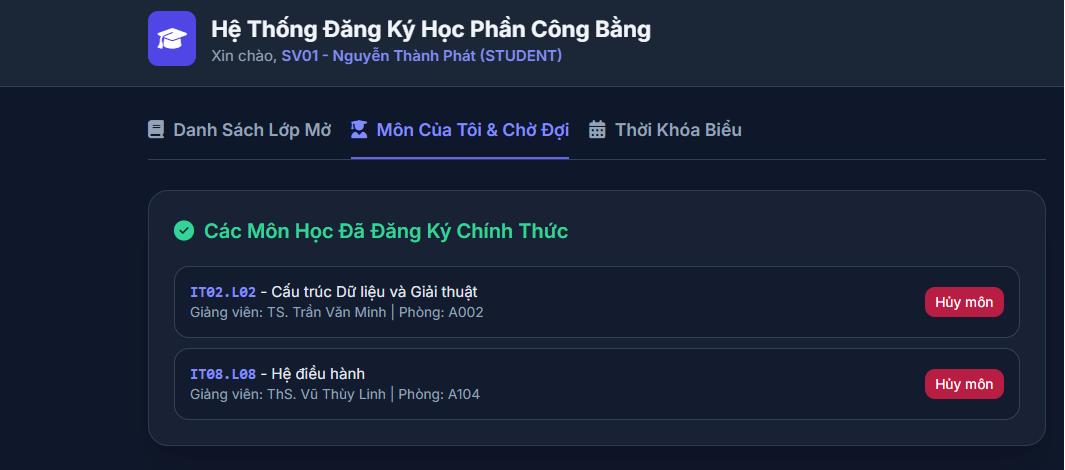 Hệ Thống Đăng Ký Học Phần Công Bằng
Xin chào, SV01 - Nguyễn Thành Phát (STUDENT)
Danh Sách Lớp Mở
Môn Của Tôi & Chờ Đợi
Thời Khóa Biểu
Các Môn Học Đã Đăng Ký Chính Thức
IT02.L02 - Cấu trúc Dữ liệu và Giải thuật
Giảng viên: TS. Trần Văn Minh | Phòng: A002
Hủy môn
IT08.L08 - Hệ điều hành
Giảng viên: ThS. Vũ Thùy Linh | Phòng: A104
Hủy môn